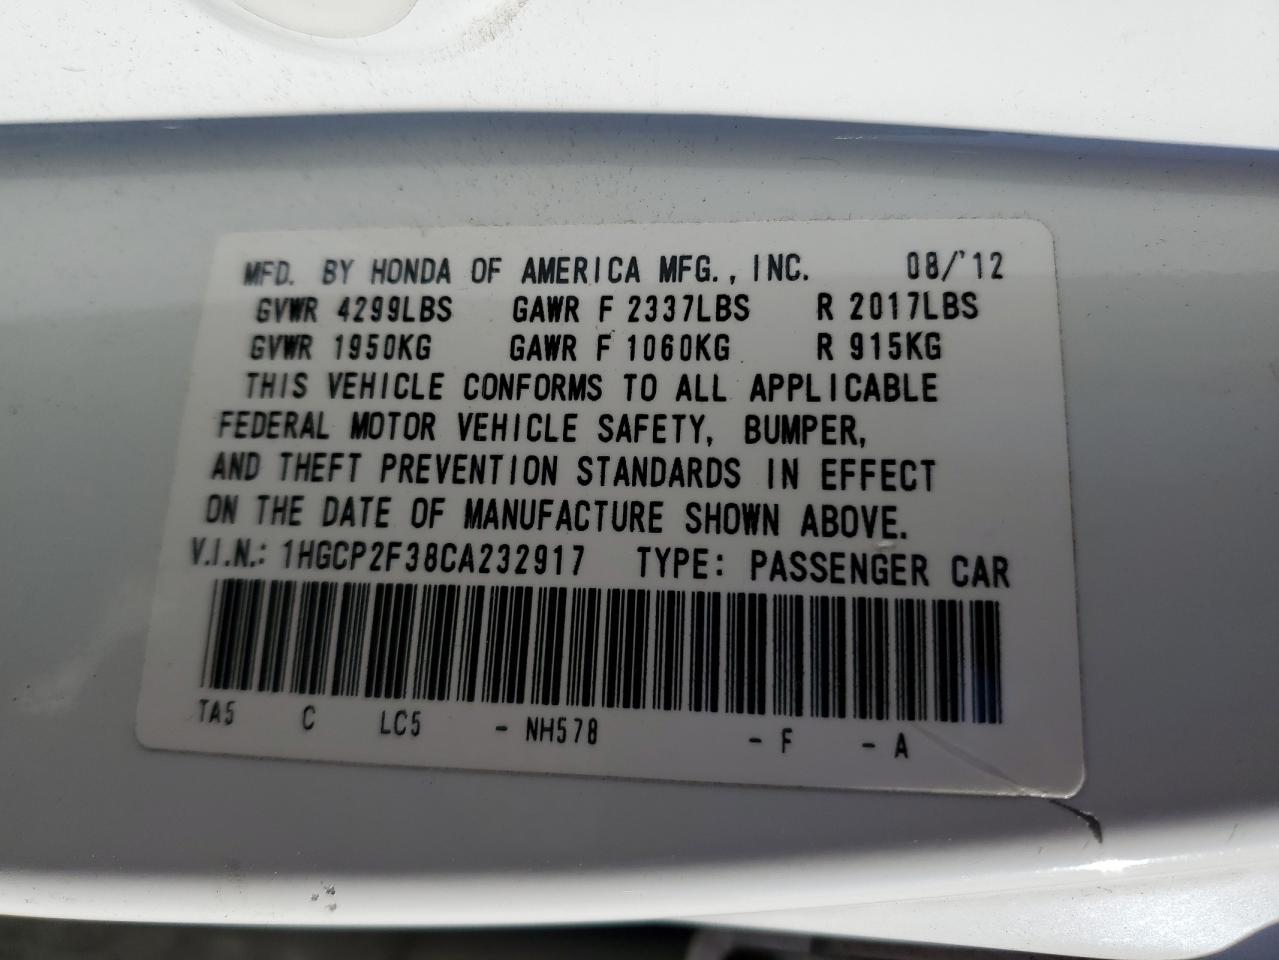 MFD. BY HONDA OF AMERICA MFG., INC. 08/'12
GVWR 4299LBS GAWR F 2337LBS R 2017LBS
GVWR 1950KG GAWR F 1060KG R 915KG
THIS VEHICLE CONFORMS TO ALL APPLICABLE
FEDERAL MOTOR VEHICLE SAFETY, BUMPER,
AND THEFT PREVENTION STANDARDS IN EFFECT
ON THE DATE OF MANUFACTURE SHOWN ABOVE.
V.I.N.: 1HGCP2F38CA232917 TYPE: PASSENGER CAR
TA5 C LC5 - NH578 - F - A